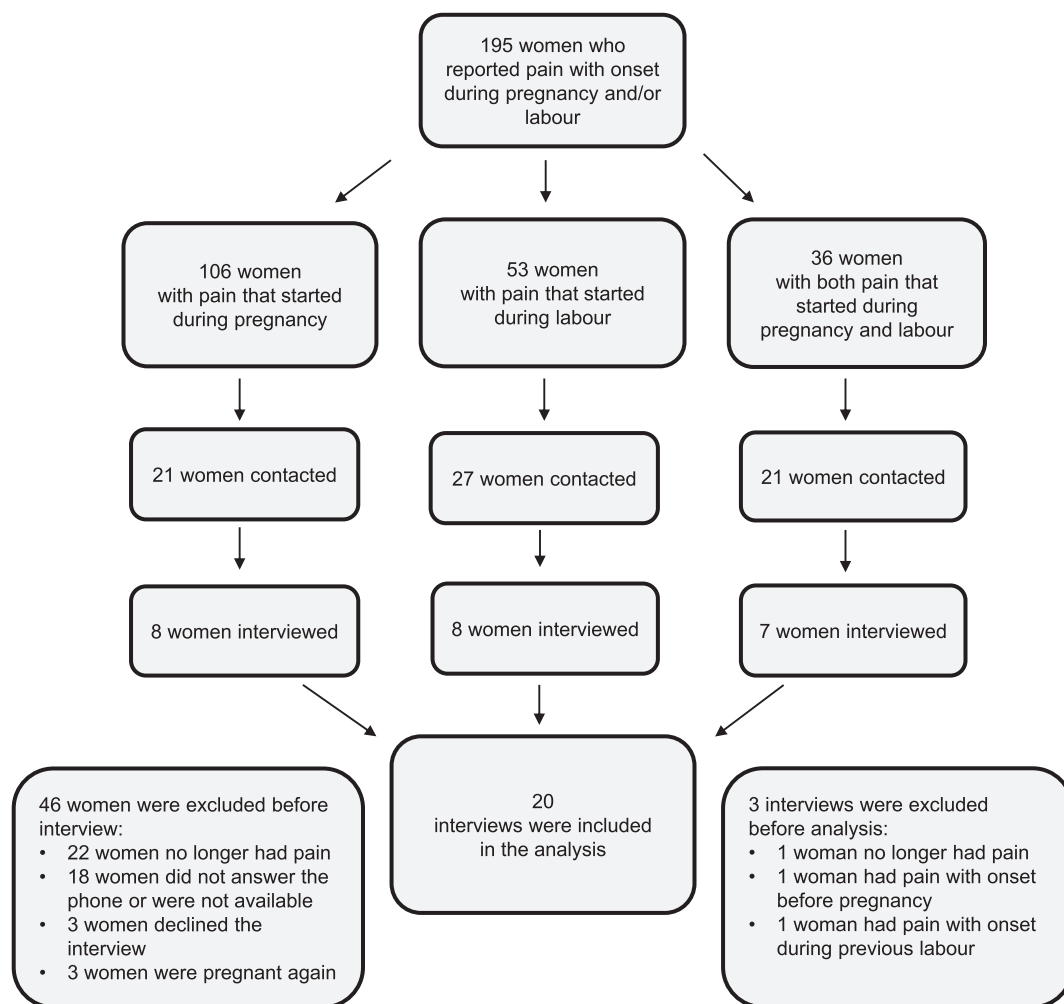 195 women who
reported pain with onset
during pregnancy and/or
labour
106 women
with pain that started
during pregnancy
53 women
with pain that started
during labour
36 women
with both pain that
started during
pregnancy and labour
21 women contacted
27 women contacted
21 women contacted
8 women interviewed
8 women interviewed
7 women interviewed
46 women were excluded before
interview:
• 22 women no longer had pain
• 18 women did not answer the
phone or were not available
• 3 women declined the
interview
• 3 women were pregnant again
20
interviews were included
in the analysis
3 interviews were excluded
before analysis:
• 1 woman no longer had pain
• 1 woman had pain with onset
before pregnancy
• 1 woman had pain with onset
during previous labour